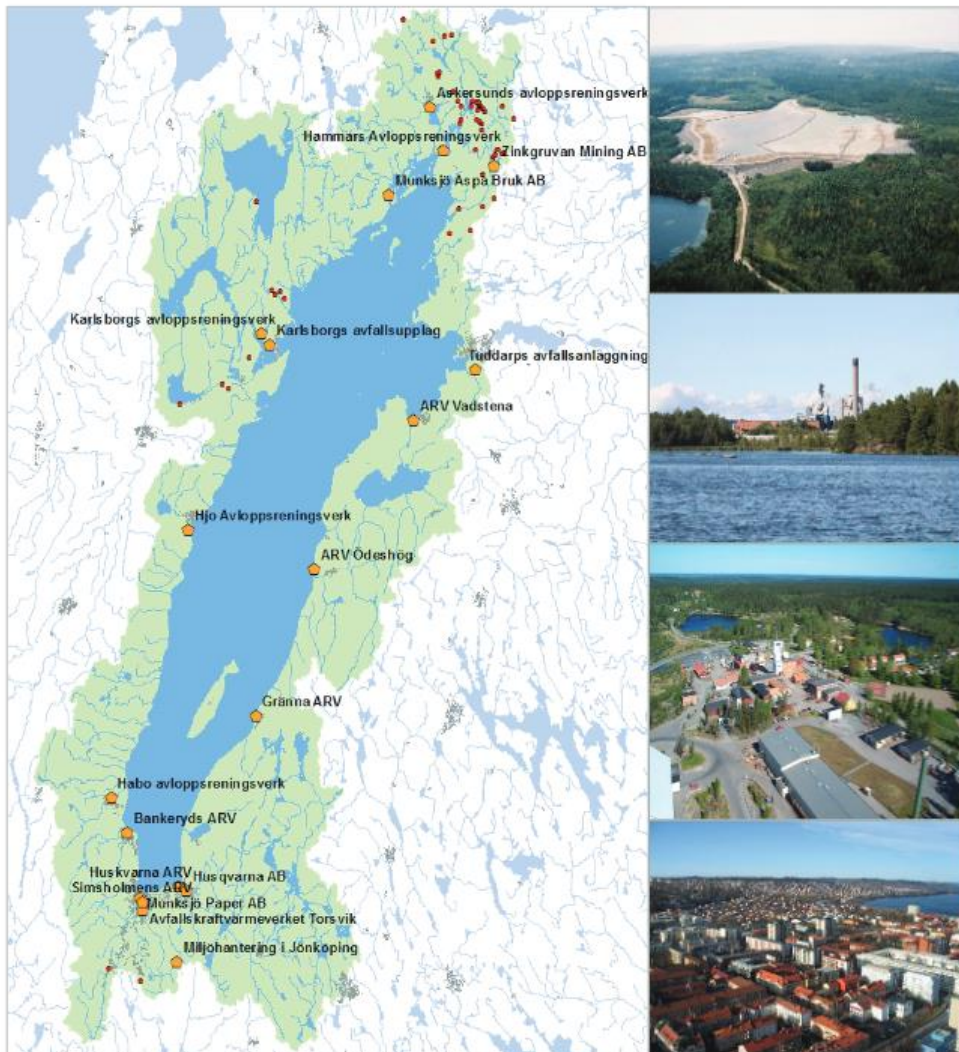 Askersunds avloppsreningsverk
Hammars Avloppsreningsverk
Zinkgruvan Mining AB
Munksjö Aspa Bruk AB
Karlsborgs avloppsreningsverk
Karlsborgs avfallsupplag
Tuddarps avfallsanläggning
ARV Vadstena
Hjo Avloppsreningsverk
ARV Ödeshög
Gränna ARV
Habo avloppsreningsverk
Bankeryds ARV
Huskvarna ARV
Husqvarna AB
Simsholmens ARV
Munksjö Paper AB
Avfallskraftvärmeverket Torsvik
Miljöhantering i Jönköping